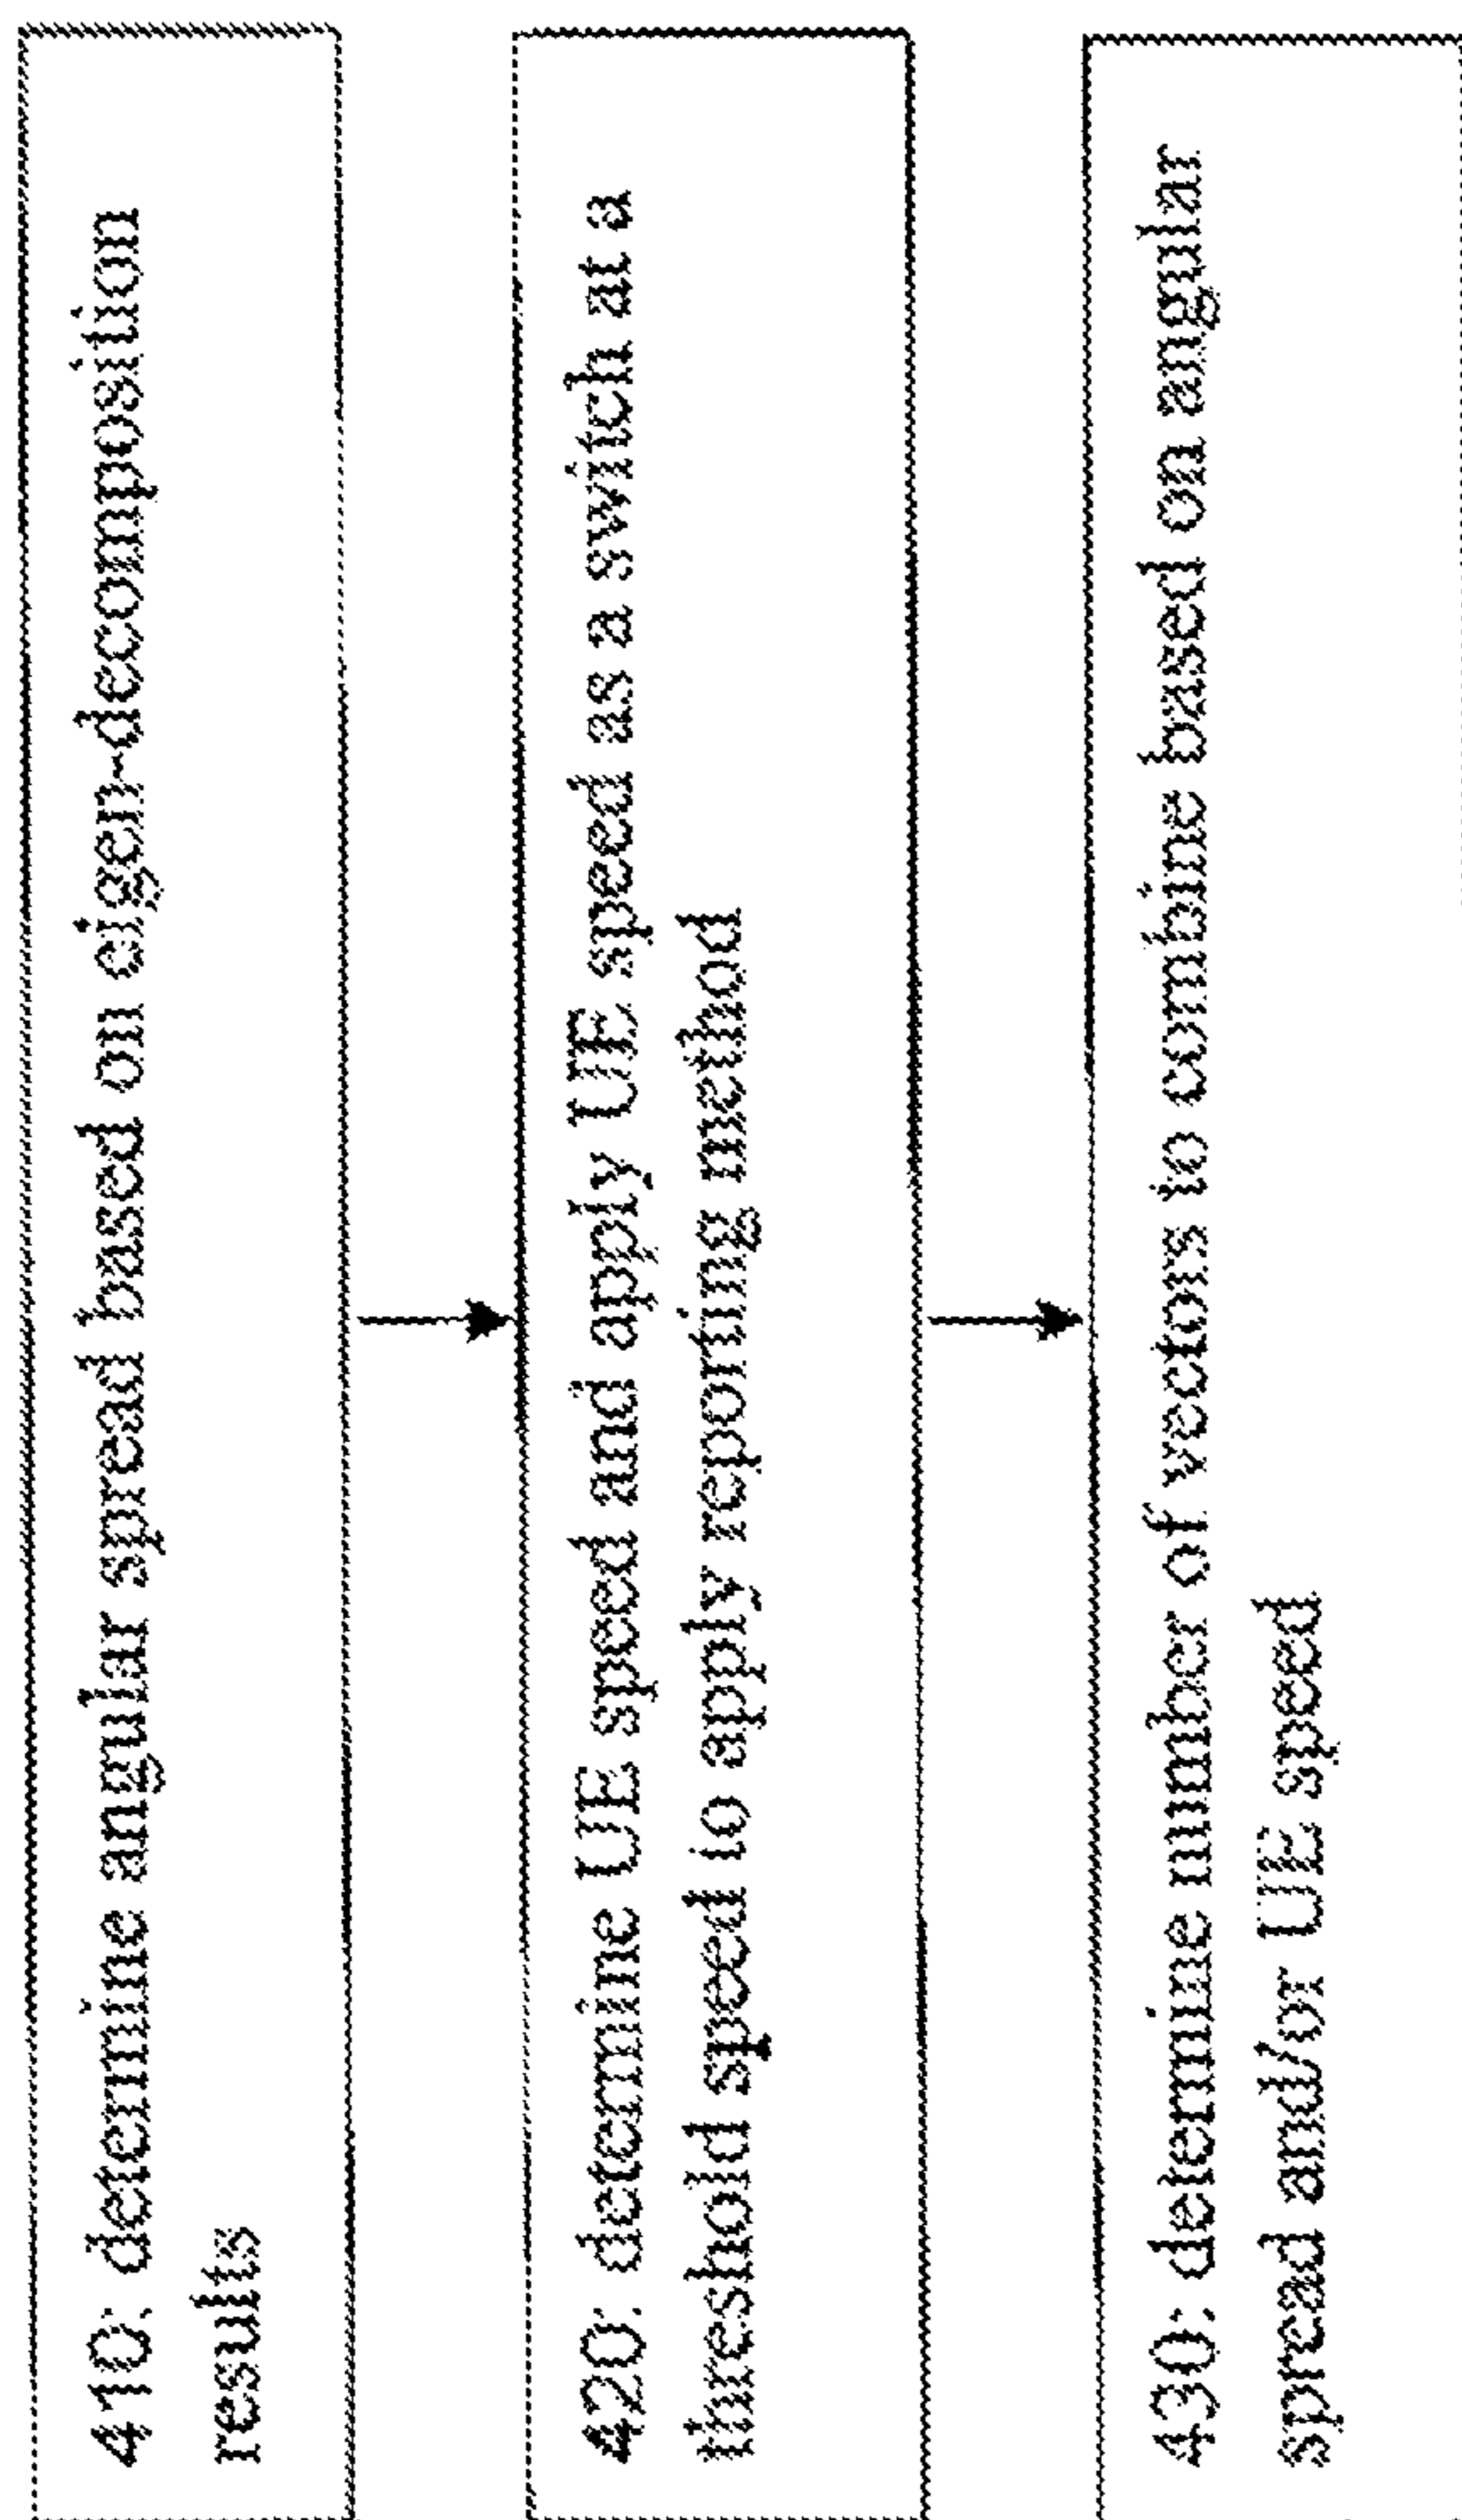 410: determine angular spread based on eigen-decomposition
results
420: determine UE speed and apply UE speed as a switch at a
threshold speed to apply reporting method
430: determine number of vectors to combine based on angular
spread and/or UE speed